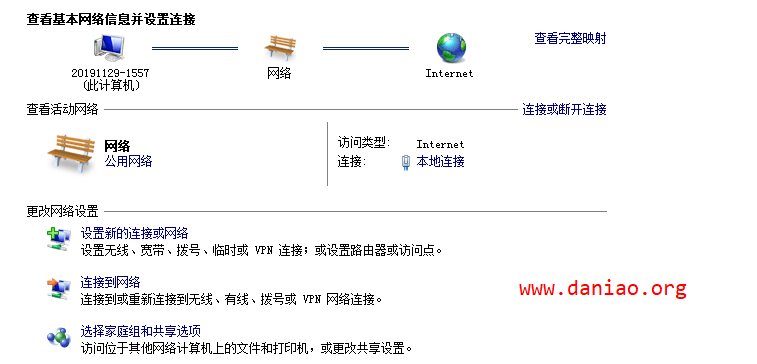 查看基本网络信息并设置连接
查看完整映射
20191129-1557
(此计算机)
网络
Internet
查看活动网络
连接或断开连接
网络
公用网络
访问类型:
Internet
连接:
本地连接
更改网络设置
设置新的连接或网络
设置无线、宽带、拨号、临时或 VPN 连接；或设置路由器或访问点。
连接到网络
连接到或重新连接到无线、有线、拨号或 VPN 网络连接。
www.daniao.org
选择家庭组和共享选项
访问位于其他网络计算机上的文件和打印机，或更改共享设置。